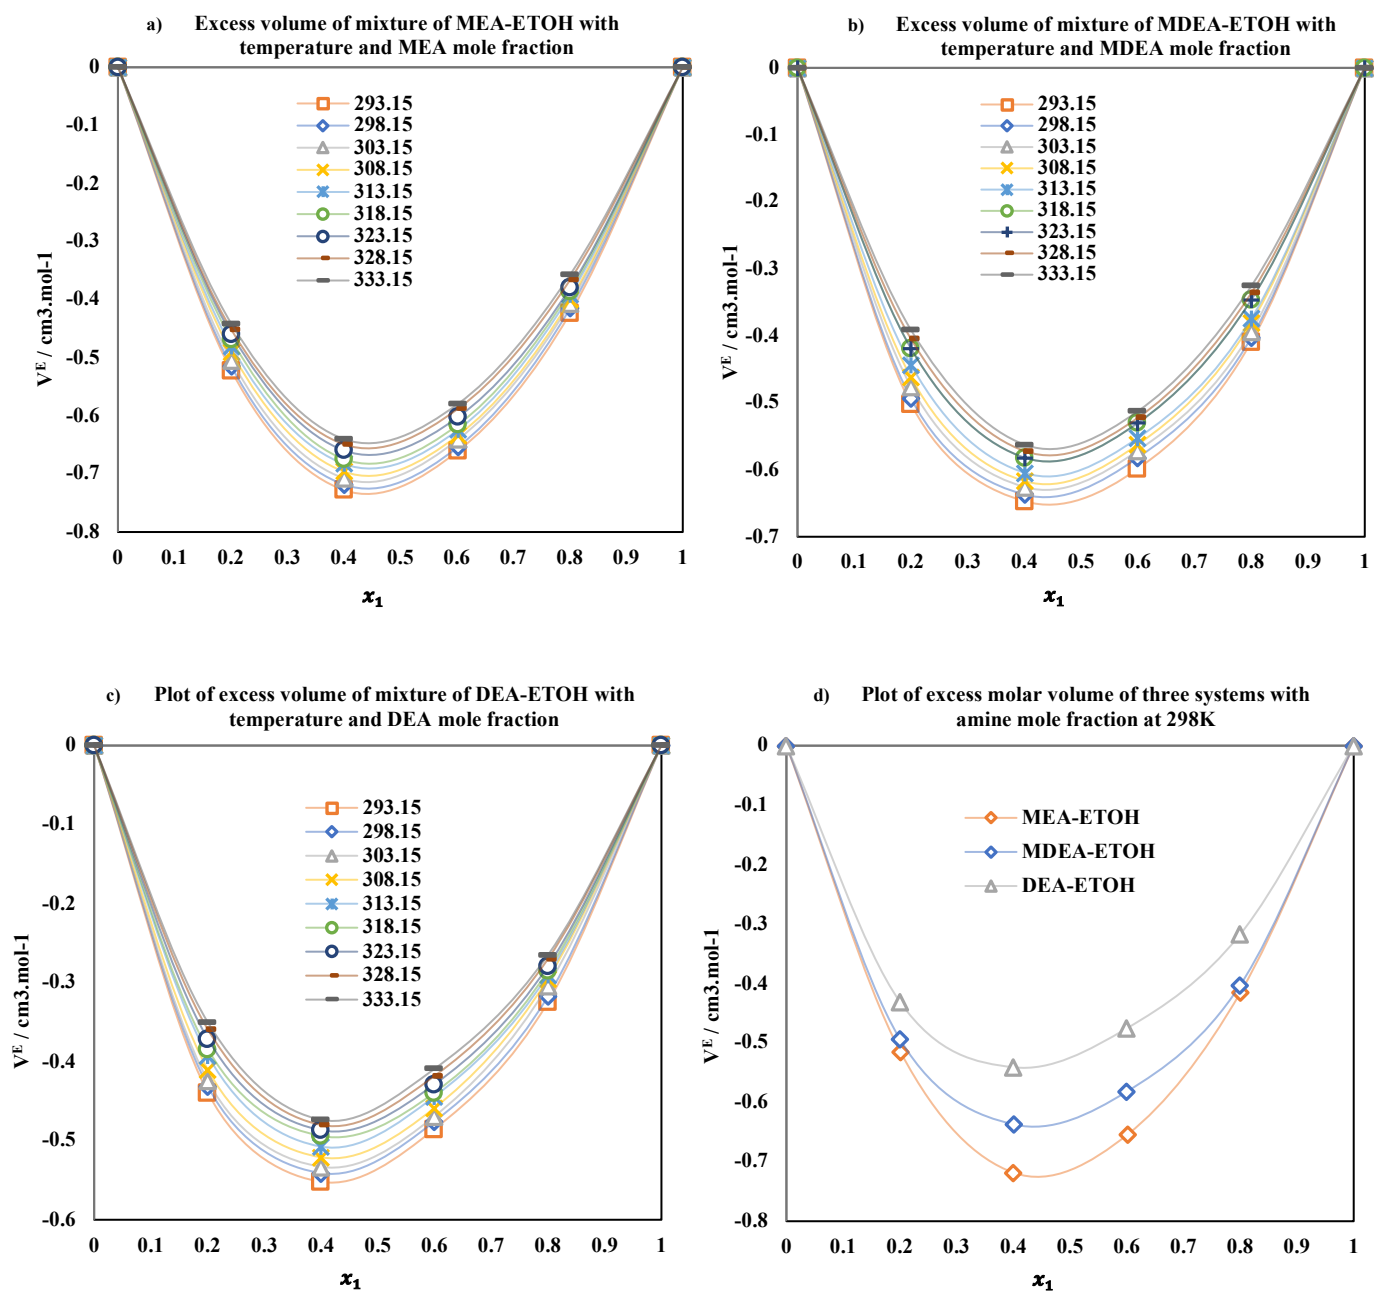 a) Excess volume of mixture of MEA-ETOH with
temperature and MEA mole fraction
0
-0.1
-0.2
-0.3
-0.4
-0.5
-0.6
-0.7
-0.8
V^E / cm3.mol-1
293.15
298.15
303.15
308.15
313.15
318.15
323.15
328.15
333.15
0 0.1 0.2 0.3 0.4 0.5 0.6 0.7 0.8 0.9 1
x₁
b) Excess volume of mixture of MDEA-ETOH with
temperature and MDEA mole fraction
0
-0.1
-0.2
-0.3
-0.4
-0.5
-0.6
-0.7
V^E / cm3.mol-1
293.15
298.15
303.15
308.15
313.15
318.15
323.15
328.15
333.15
0 0.1 0.2 0.3 0.4 0.5 0.6 0.7 0.8 0.9 1
x₁
c) Plot of excess volume of mixture of DEA-ETOH with
temperature and DEA mole fraction
0
-0.1
-0.2
-0.3
-0.4
-0.5
-0.6
V^E / cm3.mol-1
293.15
298.15
303.15
308.15
313.15
318.15
323.15
328.15
333.15
0 0.1 0.2 0.3 0.4 0.5 0.6 0.7 0.8 0.9 1
x₁
d) Plot of excess molar volume of three systems with
amine mole fraction at 298K
0
-0.1
-0.2
-0.3
-0.4
-0.5
-0.6
-0.7
-0.8
V^E / cm3.mol-1
MEA-ETOH
MDEA-ETOH
DEA-ETOH
0 0.1 0.2 0.3 0.4 0.5 0.6 0.7 0.8 0.9 1
x₁